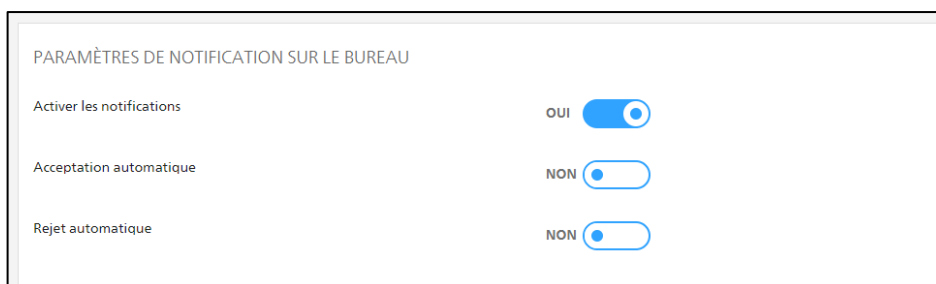 PARAMÈTRES DE NOTIFICATION SUR LE BUREAU
Activer les notifications OUI
Acceptation automatique NON
Rejet automatique NON